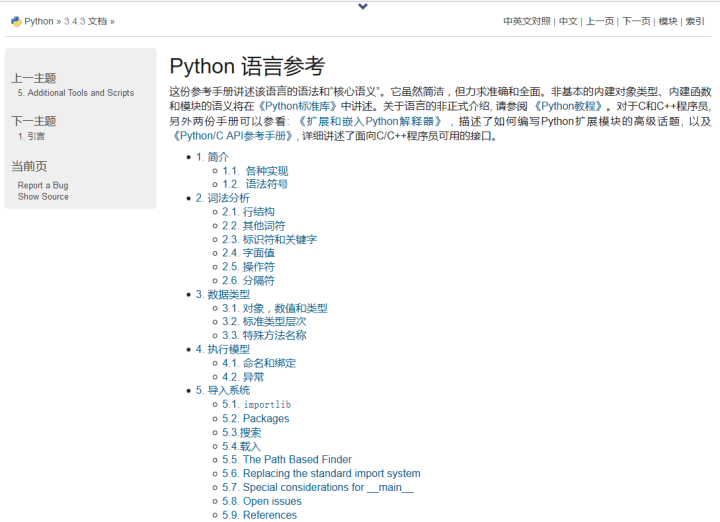 Python » 3.4.3 文档 »
中英文对照 | 中文 | 上一页 | 下一页 | 模块 | 索引
上一主题
5. Additional Tools and Scripts
下一主题
1. 引言
当前页
Report a Bug
Show Source
Python 语言参考
这份参考手册讲述该语言的语法和“核心语义”。它虽然简洁，但力求准确和全面。非基本的内建对象类型、内建函数
和模块的语义将在《Python标准库》中讲述。关于语言的非正式介绍, 请参阅 《Python教程》。对于C和C++程序员,
另外两份手册可以参看: 《扩展和嵌入Python解释器》，描述了如何编写Python扩展模块的高级话题, 以及
《Python/C API参考手册》, 详细讲述了面向C/C++程序员可用的接口。
1. 简介
1.1. 各种实现
1.2. 语法符号
2. 词法分析
2.1. 行结构
2.2. 其他词符
2.3. 标识符和关键字
2.4. 字面值
2.5. 操作符
2.6. 分隔符
3. 数据类型
3.1. 对象，数值和类型
3.2. 标准类型层次
3.3. 特殊方法名称
4. 执行模型
4.1. 命名和绑定
4.2. 异常
5. 导入系统
5.1. importlib
5.2. Packages
5.3.搜索
5.4.载入
5.5. The Path Based Finder
5.6. Replacing the standard import system
5.7. Special considerations for __main__
5.8. Open issues
5.9. References